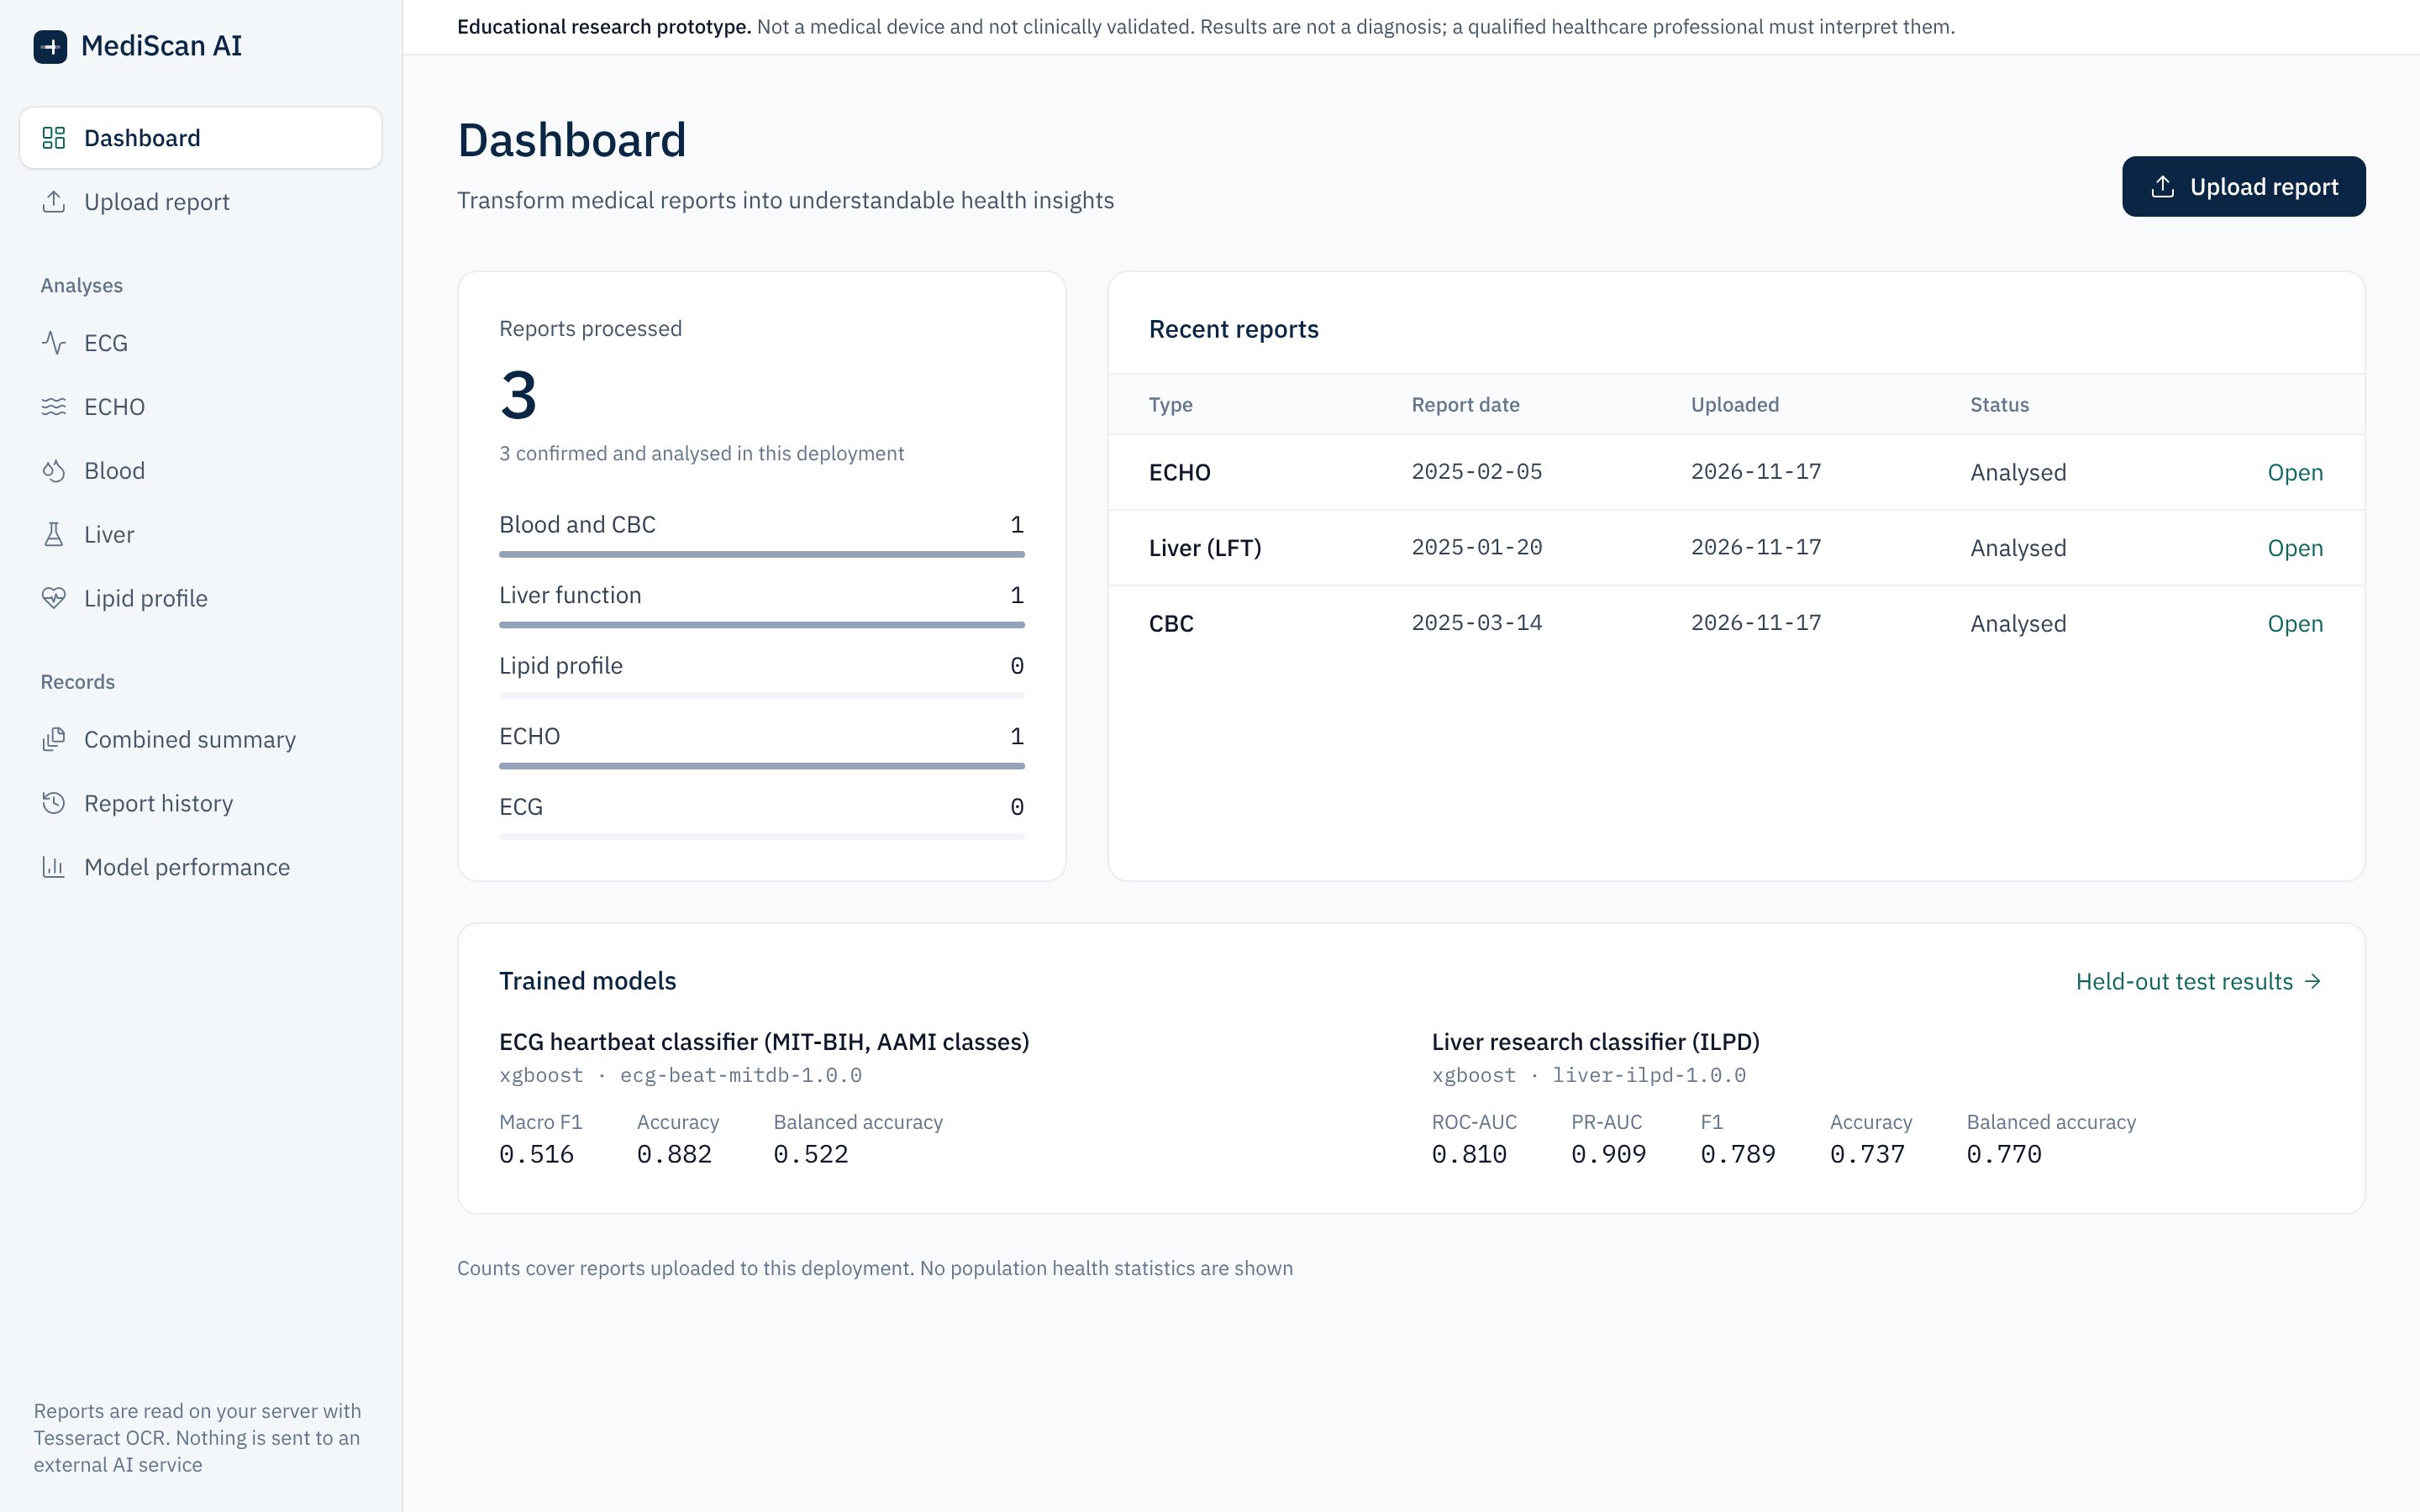 MediScan AI
Dashboard
Upload report
Analyses
ECG
ECHO
Blood
Liver
Lipid profile
Records
Combined summary
Report history
Model performance
Reports are read on your server with
Tesseract OCR. Nothing is sent to an
external AI service
Educational research prototype. Not a medical device and not clinically validated. Results are not a diagnosis; a qualified healthcare professional must interpret them.
Dashboard
Transform medical reports into understandable health insights
Upload report
Reports processed
3
3 confirmed and analysed in this deployment
Blood and CBC 1
Liver function 1
Lipid profile 0
ECHO 1
ECG 0
Recent reports
Type Report date Uploaded Status
ECHO 2025-02-05 2026-11-17 Analysed Open
Liver (LFT) 2025-01-20 2026-11-17 Analysed Open
CBC 2025-03-14 2026-11-17 Analysed Open
Trained models
Held-out test results →
ECG heartbeat classifier (MIT-BIH, AAMI classes)
xgboost · ecg-beat-mitdb-1.0.0
Macro F1 Accuracy Balanced accuracy
0.516 0.882 0.522
Liver research classifier (ILPD)
xgboost · liver-ilpd-1.0.0
ROC-AUC PR-AUC F1 Accuracy Balanced accuracy
0.810 0.909 0.789 0.737 0.770
Counts cover reports uploaded to this deployment. No population health statistics are shown